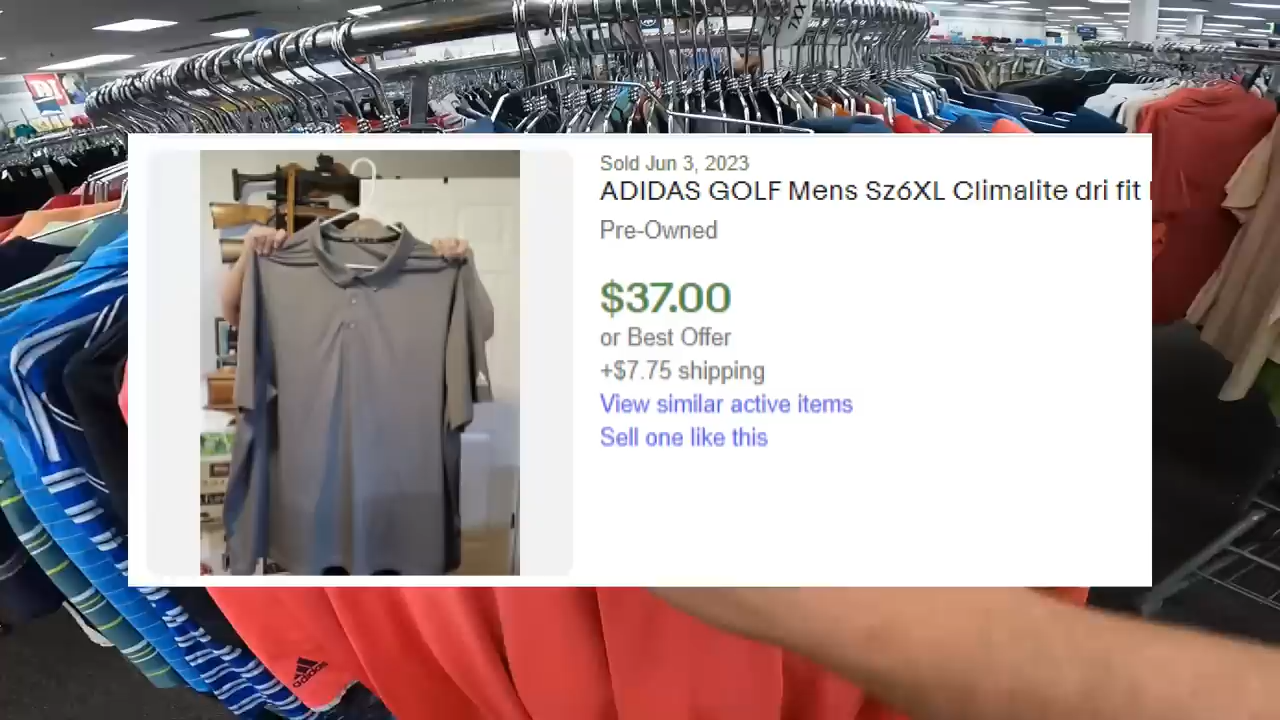 Sold Jun 3, 2023
ADIDAS GOLF Mens Sz6XL Climalite dri fit
Pre-Owned
$37.00
or Best Offer
+$7.75 shipping
View similar active items
Sell one like this
adidas